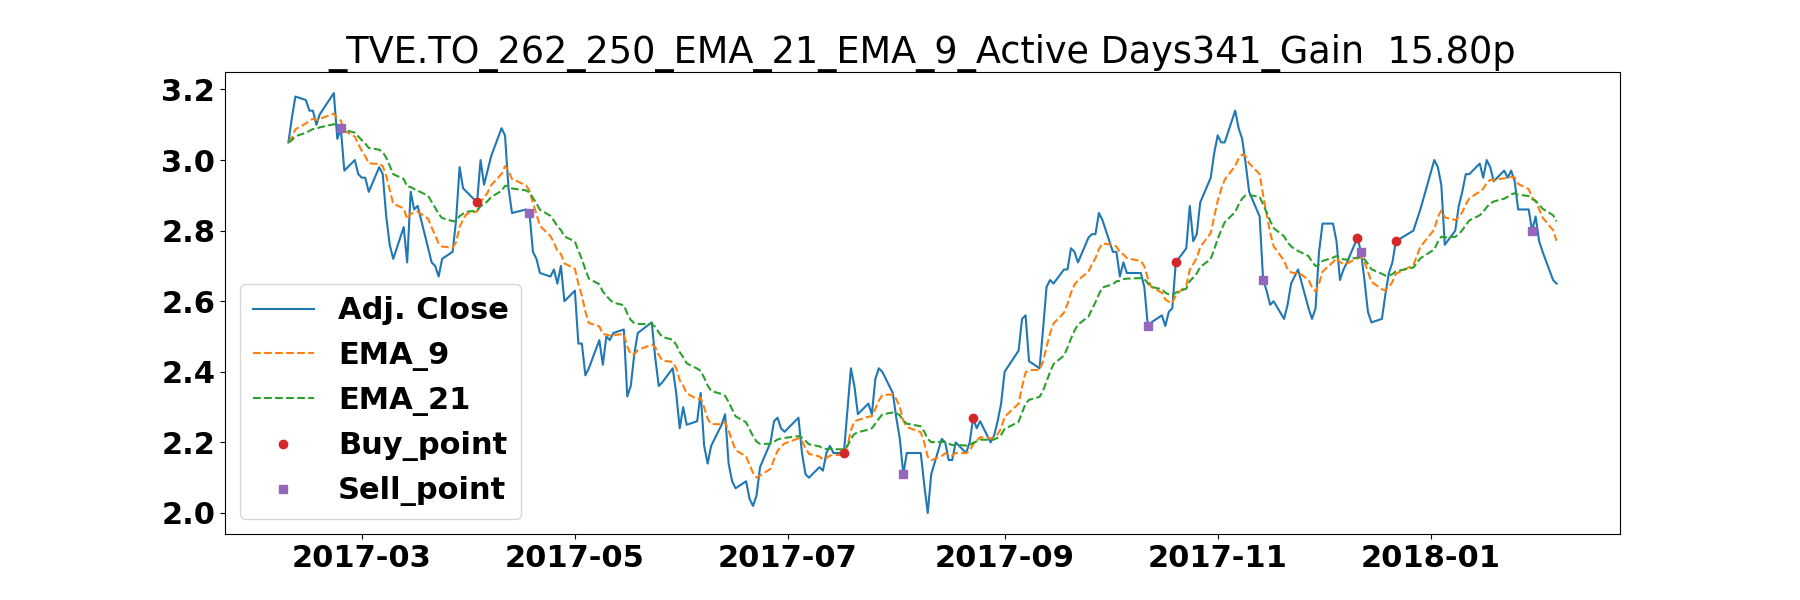 _TVE.TO_262_250_EMA_21_EMA_9_Active Days341_Gain  15.80p
3.2
3.0
2.8
2.6
2.4
2.2
2.0
Adj. Close
EMA_9
EMA_21
Buy_point
Sell_point
2017-03 2017-05 2017-07 2017-09 2017-11 2018-01